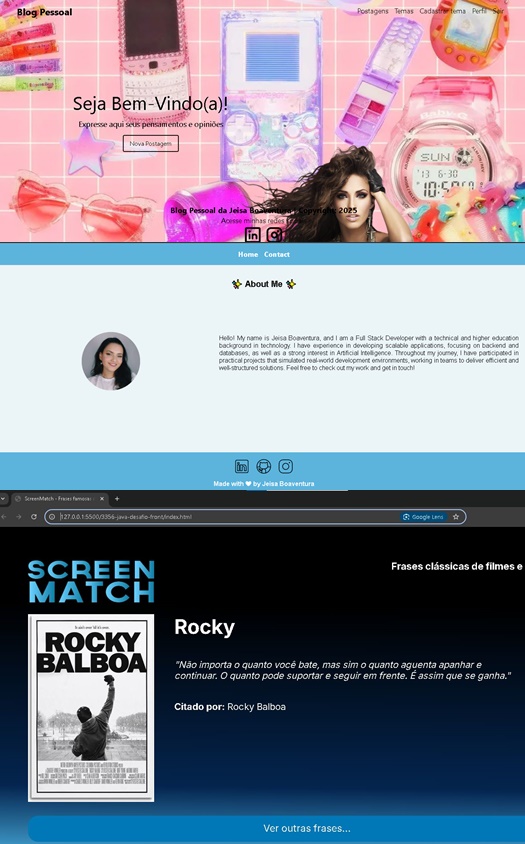 Blog Pessoal
Postagens Temas Cadastrar tema Perfil Sair
Seja Bem-Vindo(a)!
Expresse aqui seus pensamentos e opiniões
Nova Postagem
SUN
Blog Pessoal da Jeisa Boaventura | Copyright: 2025
Acesse minhas redes
Home Contact
✨ About Me ✨
Hello! My name is Jeisa Boaventura, and I am a Full Stack Developer with a technical and higher education
background in technology. I have experience in developing scalable applications, focusing on backend and
databases, as well as a strong interest in Artificial Intelligence. Throughout my journey, I have participated in
practical projects that simulated real-world development environments, working in teams to deliver efficient and
well-structured solutions. Feel free to check out my work and get in touch!
Made with ♥ by Jeisa Boaventura
ScreenMatch - Frases famosas
127.0.0.1:5500/3356-java-desafio-front/index.html
Google Lens
SCREEN
MATCH
Frases clássicas de filmes e
ROCKY
BALBOA
Rocky
"Não importa o quanto você bate, mas sim o quanto aguenta apanhar e
continuar. O quanto pode suportar e seguir em frente. É assim que se ganha."
Citado por: Rocky Balboa
Ver outras frases...